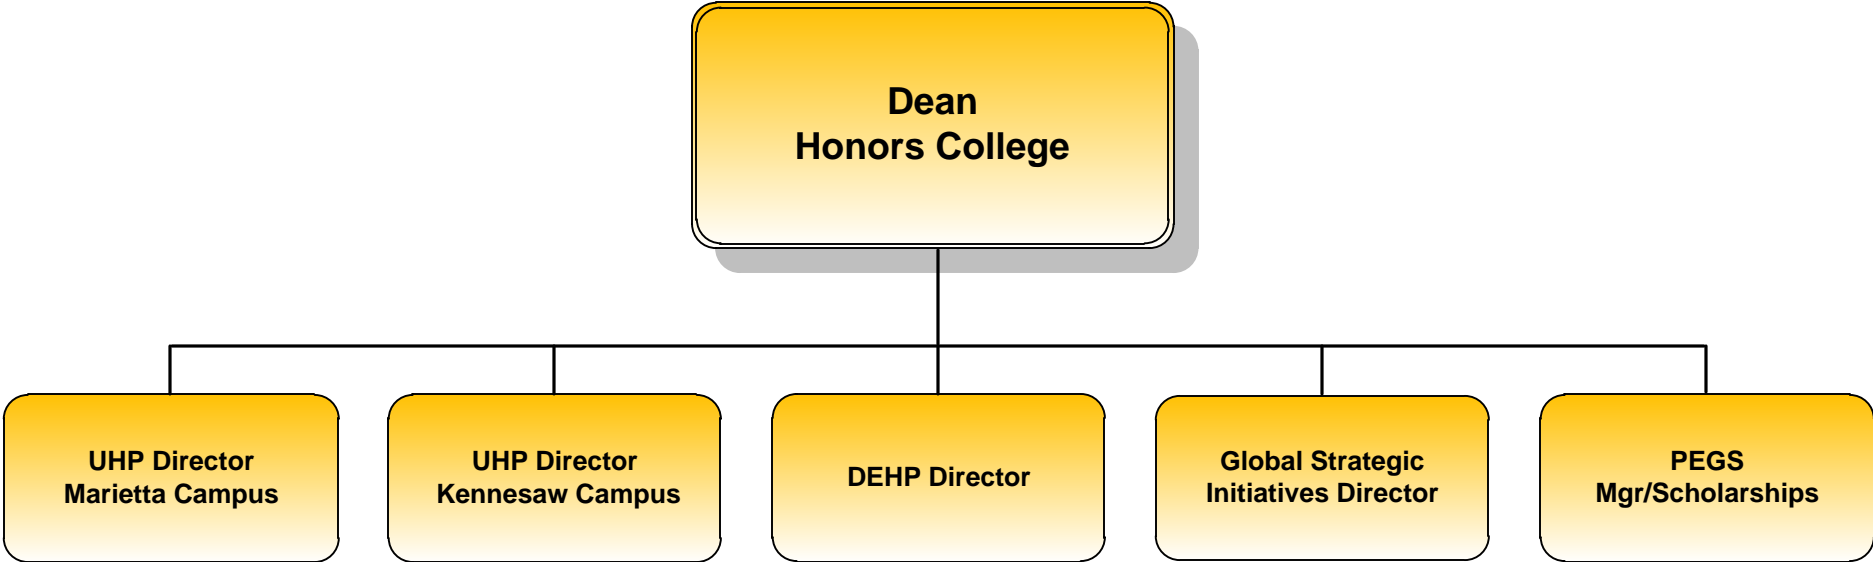 Dean
Honors College
UHP Director
Marietta Campus
UHP Director
Kennesaw Campus
DEHP Director
Global Strategic
Initiatives Director
PEGS
Mgr/Scholarships